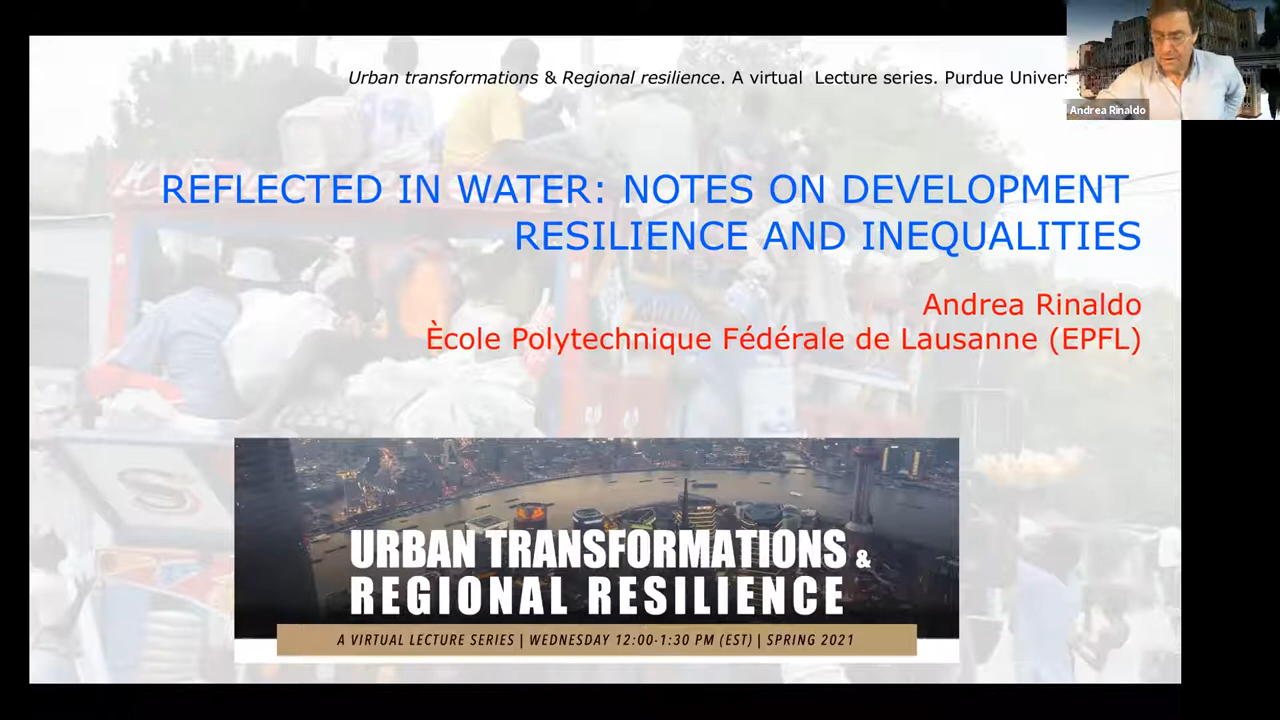 Urban transformations & Regional resilience. A virtual Lecture series. Purdue
Andrea Rinaldo
REFLECTED IN WATER: NOTES ON DEVELOPMENT
RESILIENCE AND INEQUALITIES
Andrea Rinaldo
Ècole Polytechnique Fédérale de Lausanne (EPFL)
S
URBAN TRANSFORMATIONS &
REGIONAL RESILIENCE
A VIRTUAL LECTURE SERIES | WEDNESDAY 12:00-1:30 PM (EST) | SPRING 2021